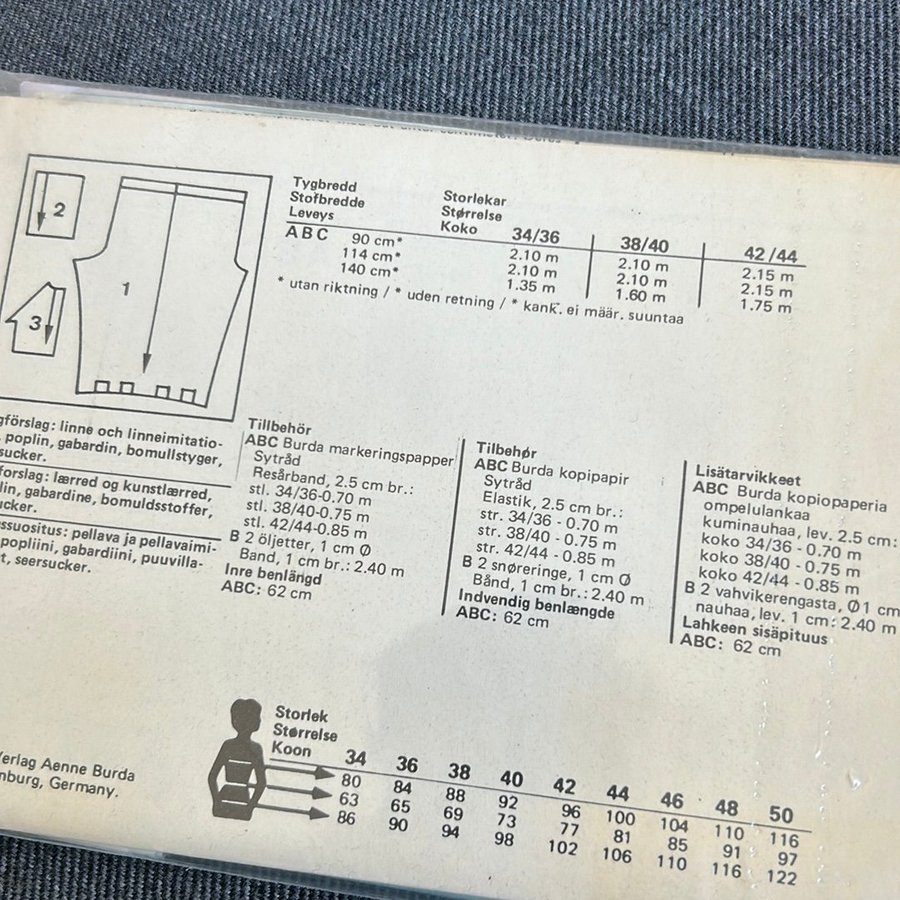 2
1
3
Tygbredd
Stofbredde
Leveys
Storlekar
Størrelse
Koko 34/36 38/40 42/44
ABC 90 cm* 2.10 m 2.10 m 2.15 m
114 cm* 2.10 m 2.10 m 2.15 m
140 cm* 1.35 m 1.60 m 1.75 m
* utan riktning / * uden retning / * kank. ei määr. suuntaa
gförslag: linne och linneimitatio-
poplin, gabardin, bomullstyger,
sucker.
forslag: lærred og kunstlærred,
lin, gabardine, bomuldsstoffer,
ucker.
ssuositus: pellava ja pellavaimi-
popliini, gabardiini, puuvilla-
t, seersucker.
Tillbehör
ABC Burda markeringspapper
Sytråd
Resårband, 2.5 cm br.:
stl. 34/36-0.70 m
stl. 38/40-0.75 m
stl. 42/44-0.85 m
B 2 öljetter, 1 cm Ø
Band, 1 cm br.: 2.40 m
Inre benlängd
ABC: 62 cm
Tilbehør
ABC Burda kopipapir
Sytråd
Elastik, 2.5 cm br.:
str. 34/36 - 0.70 m
str. 38/40 - 0.75 m
str. 42/44 - 0.85 m
B 2 snøreringe, 1 cm Ø
Bånd, 1 cm br.: 2.40 m
Indvendig benlængde
ABC: 62 cm
Lisätarvikkeet
ABC Burda kopiopaperia
ompelulankaa
kuminauhaa, lev. 2.5 cm:
koko 34/36 - 0.70 m
koko 38/40 - 0.75 m
koko 42/44 - 0.85 m
B 2 vahvikerengasta, Ø 1 cm
nauhaa, lev. 1 cm: 2.40 m
Lahkeen sisäpituus
ABC: 62 cm
erlag Aenne Burda
nburg, Germany.
Storlek
Størrelse
Koon 34 36 38 40 42 44 46 48 50
80 84 88 92 96 100 104 110 116
63 65 69 73 77 81 85 91 97
86 90 94 98 102 106 110 116 122